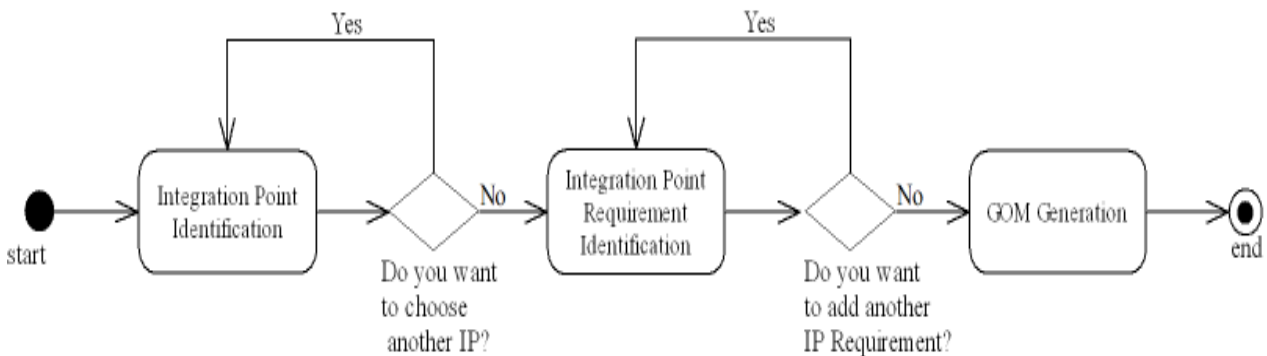 Yes
Yes
Integration Point
Identification
No
Integration Point
Requirement
Identification
No
GOM Generation
start
end
Do you want
to choose
another IP?
Do you want
to add another
IP Requirement?